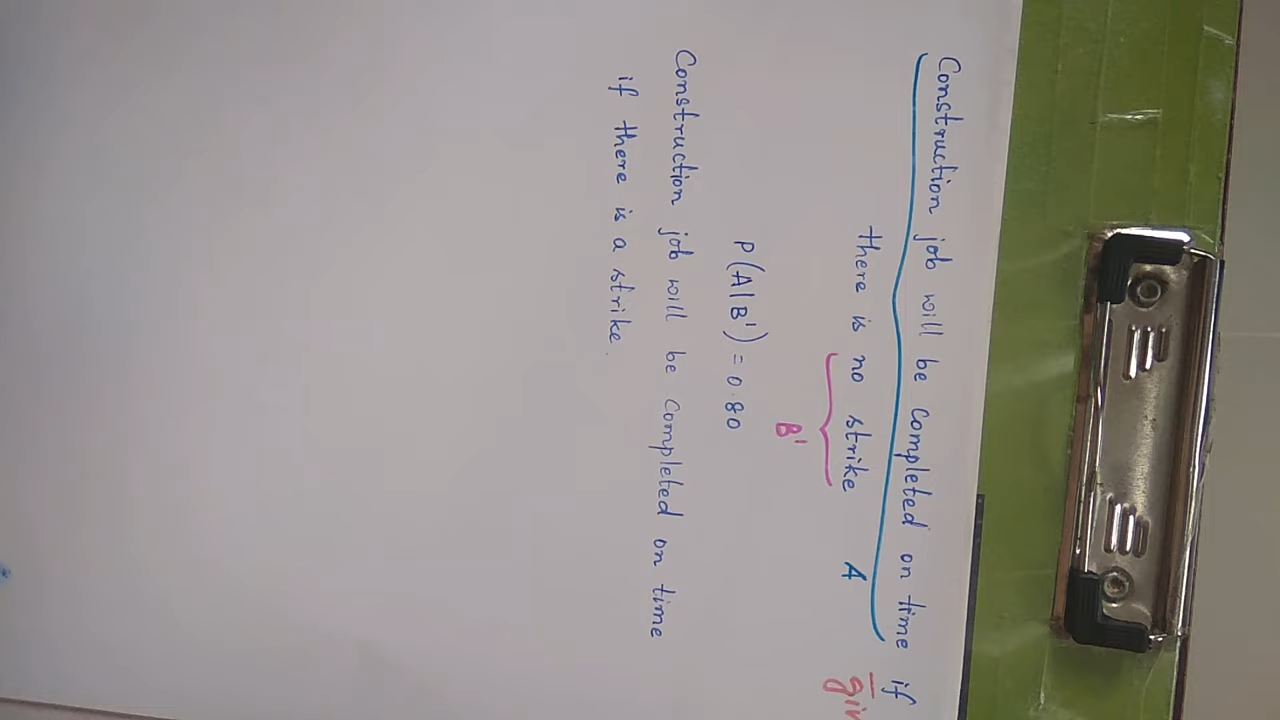 Construction job will be completed on time if
there is no strike A
B'
P(A|B') = 0.80
Construction job will be completed on time
if there is a strike.